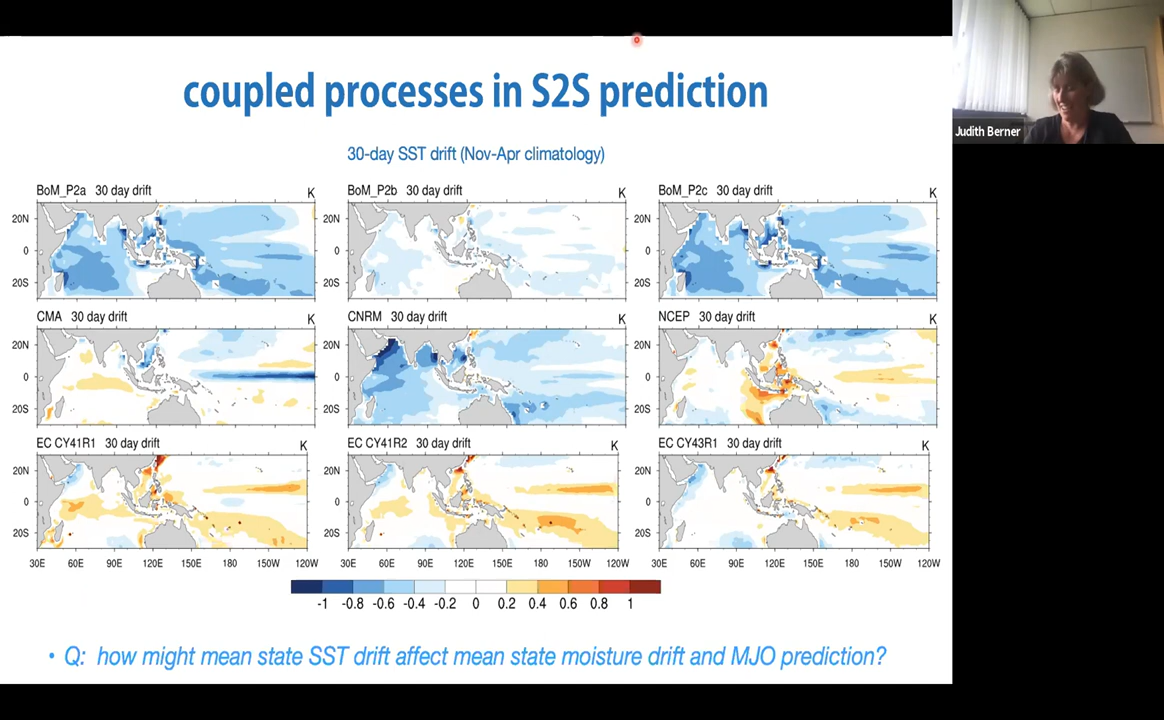 coupled processes in S2S prediction
Judith Berner
30-day SST drift (Nov-Apr climatology)
BoM_P2a 30 day drift K
BoM_P2b 30 day drift K
BoM_P2c 30 day drift K
20N
0
20S
CMA 30 day drift K
CNRM 30 day drift K
NCEP 30 day drift K
20N
0
20S
EC CY41R1 30 day drift K
EC CY41R2 30 day drift K
EC CY43R1 30 day drift K
20N
0
20S
30E 60E 90E 120E 150E 180 150W 120W
30E 60E 90E 120E 150E 180 150W 120W
30E 60E 90E 120E 150E 180 150W 120W
-1 -0.8 -0.6 -0.4 -0.2 0 0.2 0.4 0.6 0.8 1
• Q: how might mean state SST drift affect mean state moisture drift and MJO prediction?